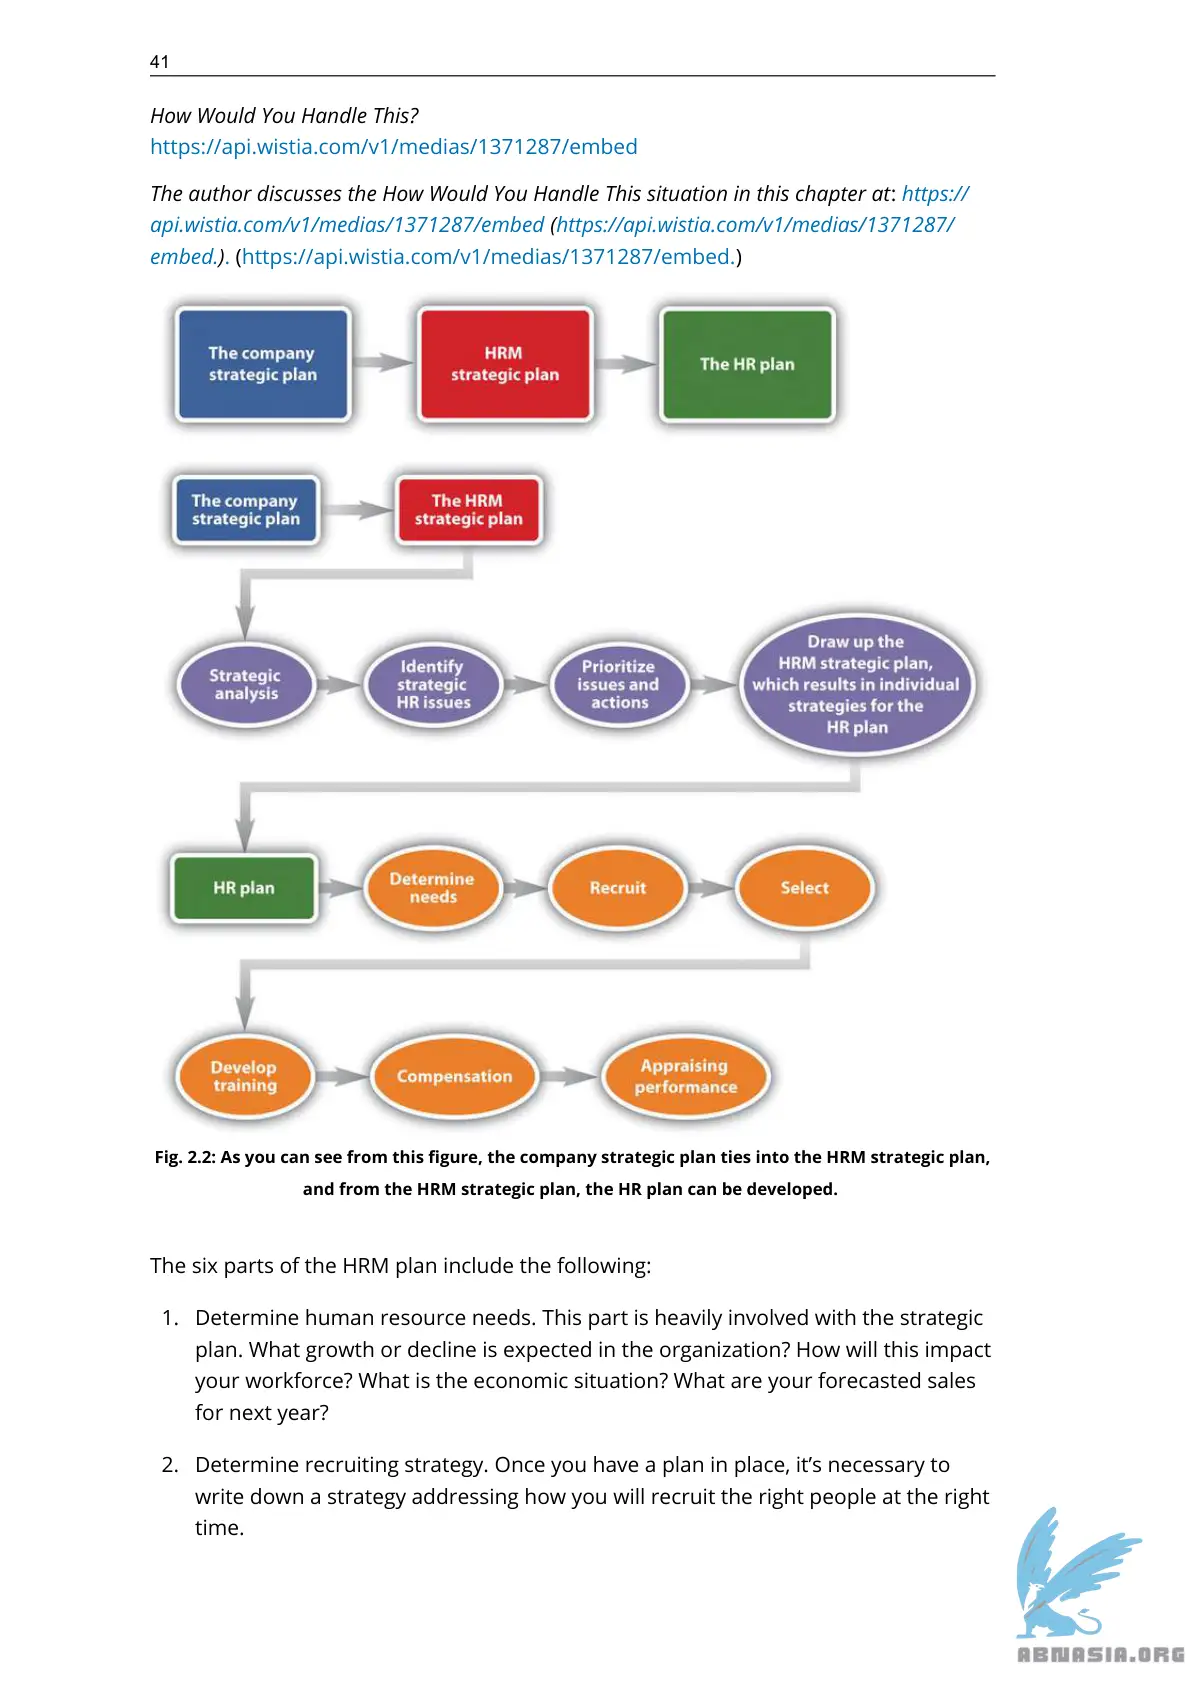 41
How Would You Handle This?
https://api.wistia.com/v1/medias/1371287/embed
The author discusses the How Would You Handle This situation in this chapter at: https://
api.wistia.com/v1/medias/1371287/embed (https://api.wistia.com/v1/medias/1371287/
embed.). (https://api.wistia.com/v1/medias/1371287/embed.)
The company
strategic plan
HRM
strategic plan
The HR plan
The company
strategic plan
The HRM
strategic plan
Strategic
analysis
Identify
strategic
HR issues
Prioritize
issues and
actions
Draw up the
HRM strategic plan,
which results in individual
strategies for the
HR plan
HR plan
Determine
needs
Recruit
Select
Develop
training
Compensation
Appraising
performance
Fig. 2.2: As you can see from this figure, the company strategic plan ties into the HRM strategic plan,
and from the HRM strategic plan, the HR plan can be developed.
The six parts of the HRM plan include the following:
1. Determine human resource needs. This part is heavily involved with the strategic
plan. What growth or decline is expected in the organization? How will this impact
your workforce? What is the economic situation? What are your forecasted sales
for next year?
2. Determine recruiting strategy. Once you have a plan in place, it’s necessary to
write down a strategy addressing how you will recruit the right people at the right
time.
ABNASIA.ORG